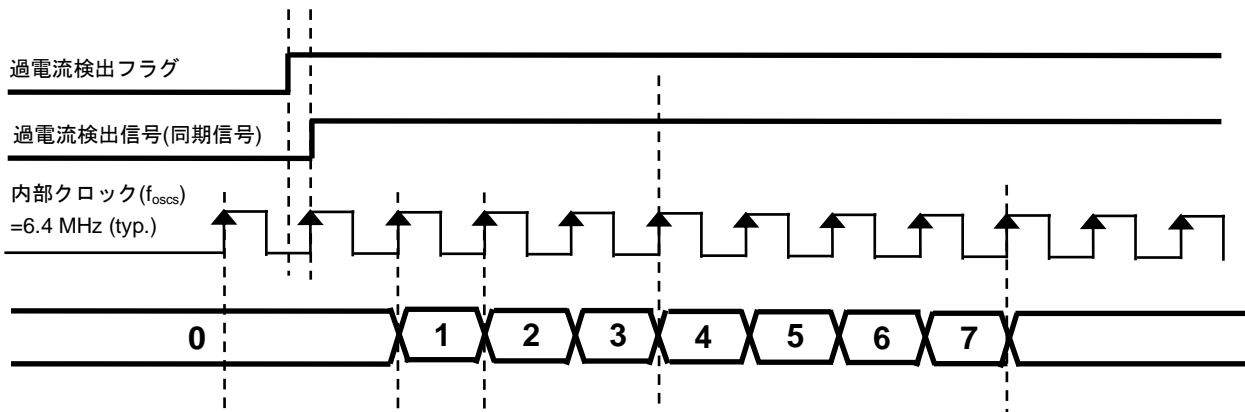 過電流検出フラグ
過電流検出信号(同期信号)
内部クロック(foscs)
=6.4 MHz (typ.)
0 1 2 3 4 5 6 7